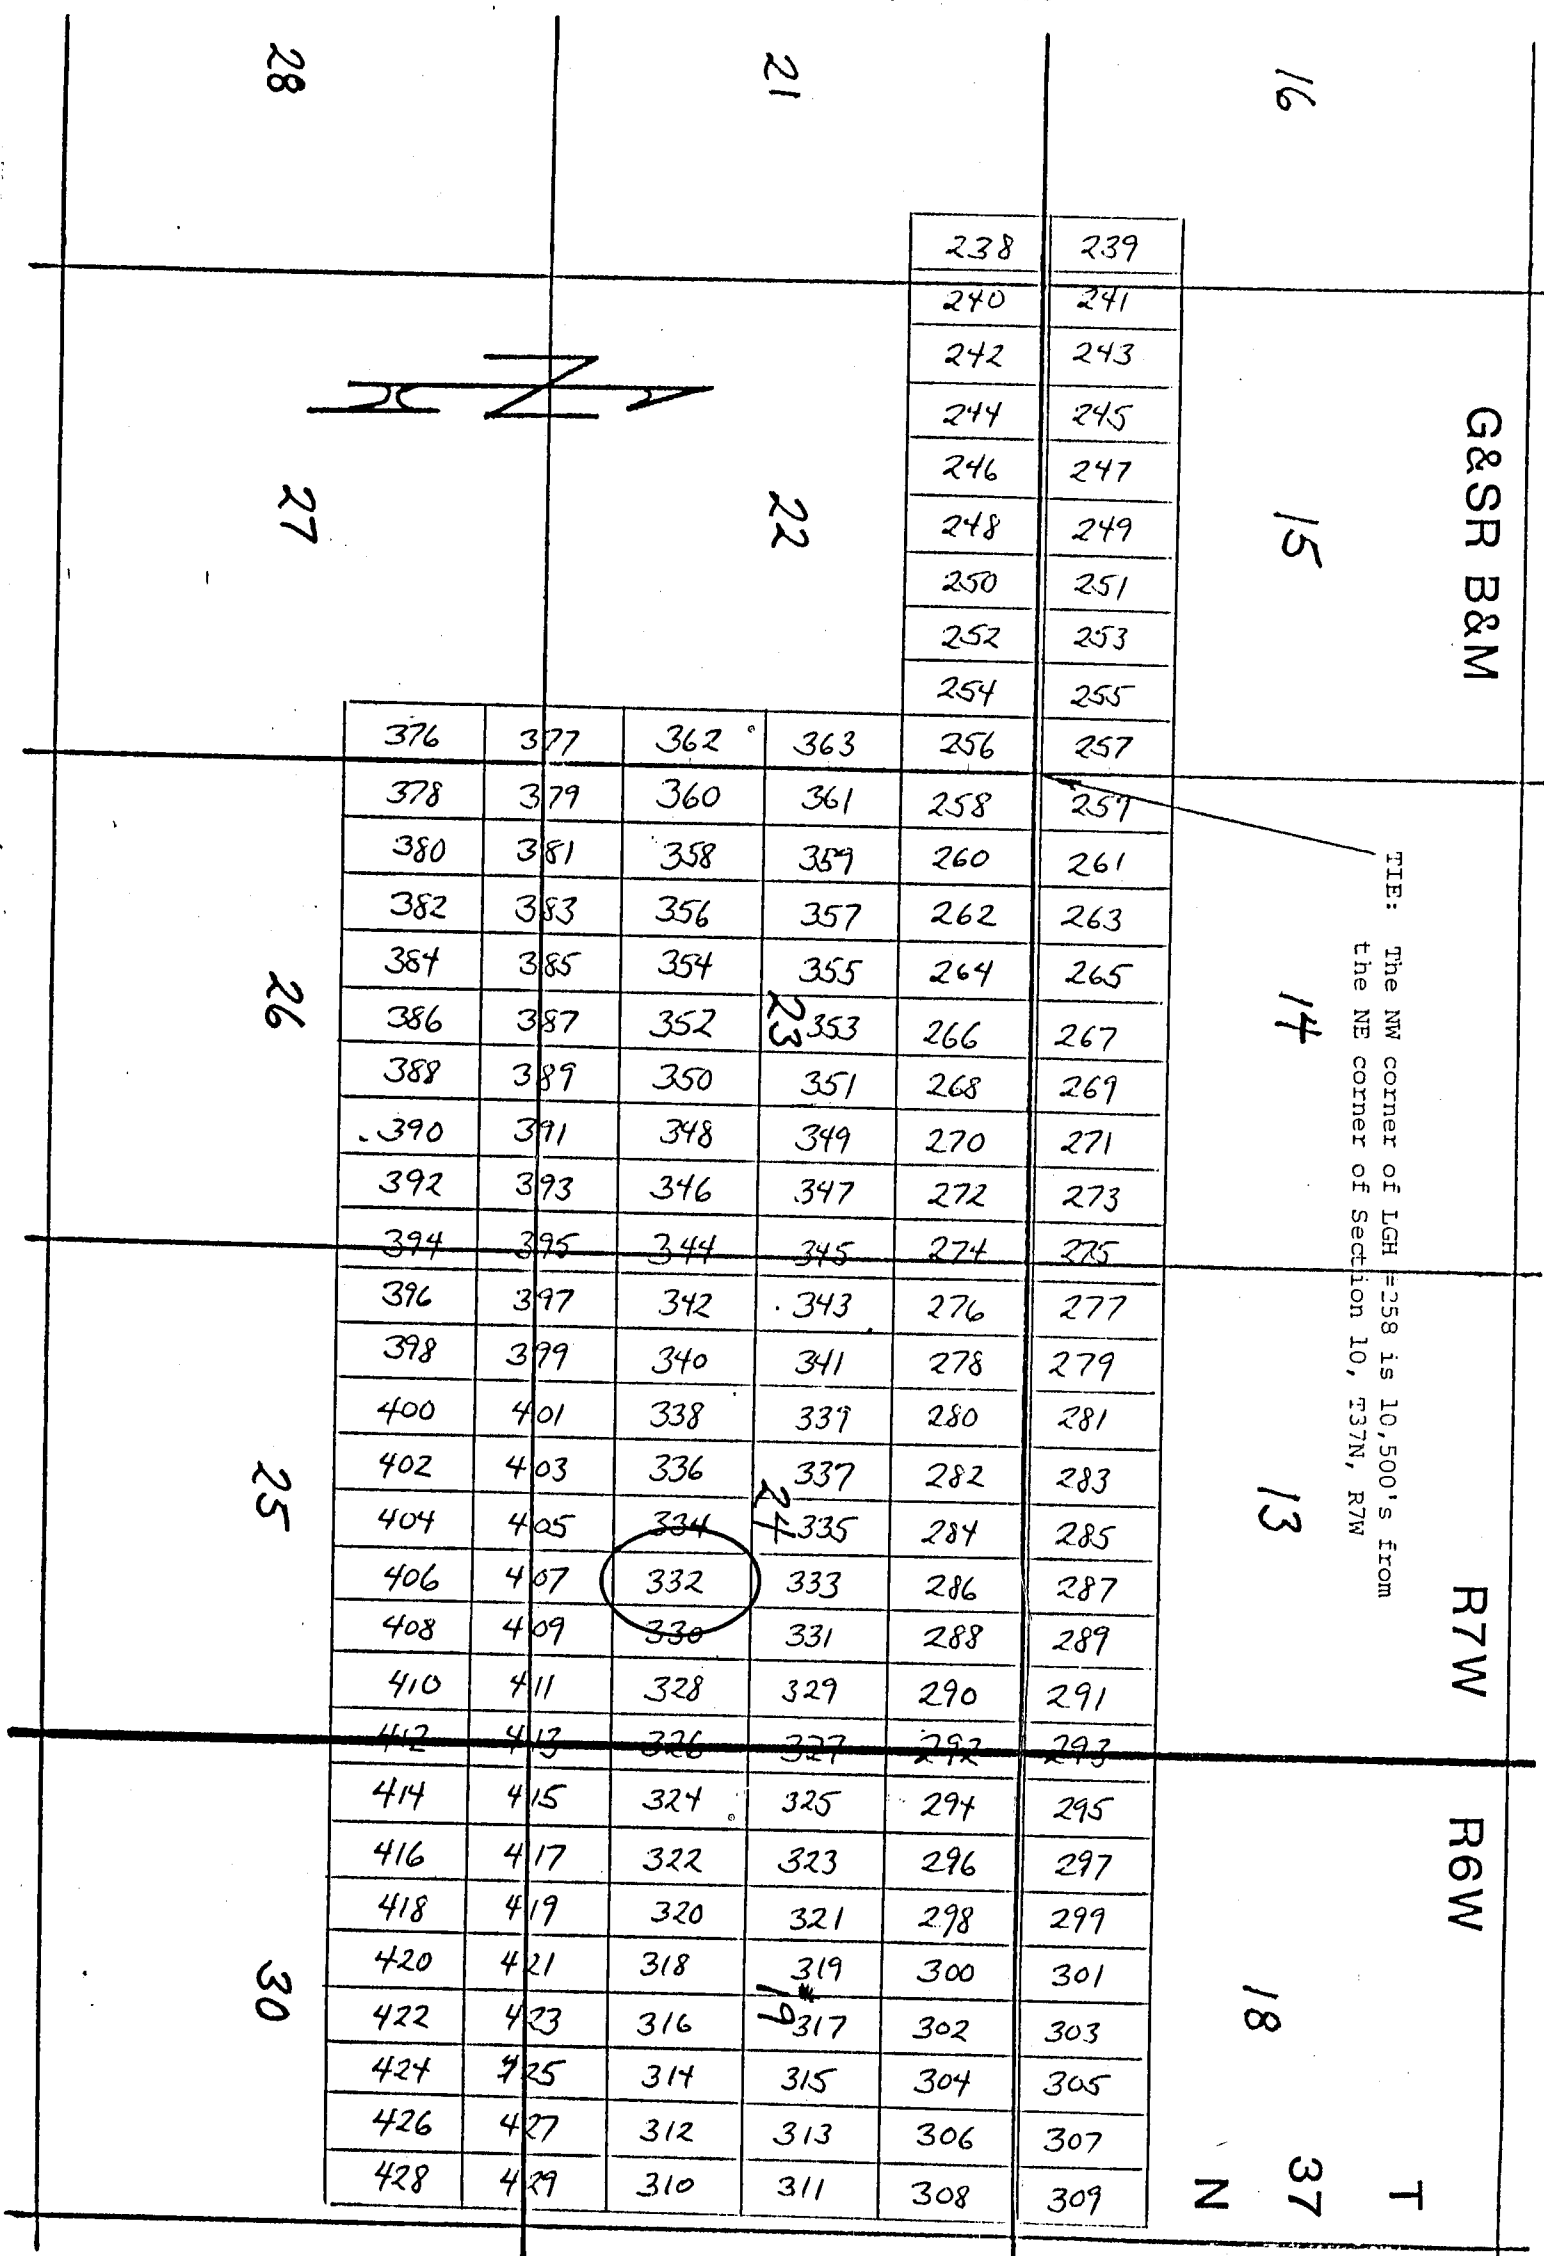 G&SR B&M
R7W
R6W
T
37
N
TIE: The NW corner of LGH #258 is 10,500's from
the NE corner of Section 10, T37N, R7W
16
15
14
13
18
21
22
23
24
19
28
27
26
25
30
N
238 239
240 241
242 243
244 245
246 247
248 249
250 251
252 253
254 255
376 377 362 363 256 257
378 379 360 361 258 259
380 381 358 359 260 261
382 383 356 357 262 263
384 385 354 355 264 265
386 387 352 353 266 267
388 389 350 351 268 269
390 391 348 349 270 271
392 393 346 347 272 273
394 395 344 345 274 275
396 397 342 343 276 277
398 399 340 341 278 279
400 401 338 339 280 281
402 403 336 337 282 283
404 405 334 335 284 285
406 407 332 333 286 287
408 409 330 331 288 289
410 411 328 329 290 291
412 413 326 327 292 293
414 415 324 325 294 295
416 417 322 323 296 297
418 419 320 321 298 299
420 421 318 319 300 301
422 423 316 317 302 303
424 425 314 315 304 305
426 427 312 313 306 307
428 429 310 311 308 309